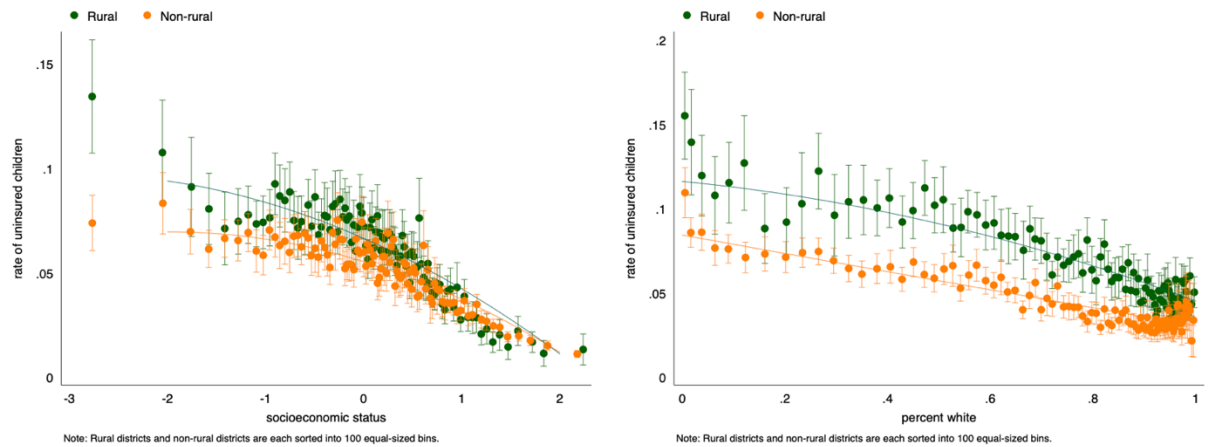 Rural Non-rural
.15
.1
.05
0
rate of uninsured children
-3 -2 -1 0 1 2
socioeconomic status
Note: Rural districts and non-rural districts are each sorted into 100 equal-sized bins.
Rural Non-rural
.2
.15
.1
.05
0
rate of uninsured children
0 .2 .4 .6 .8 1
percent white
Note: Rural districts and non-rural districts are each sorted into 100 equal-sized bins.